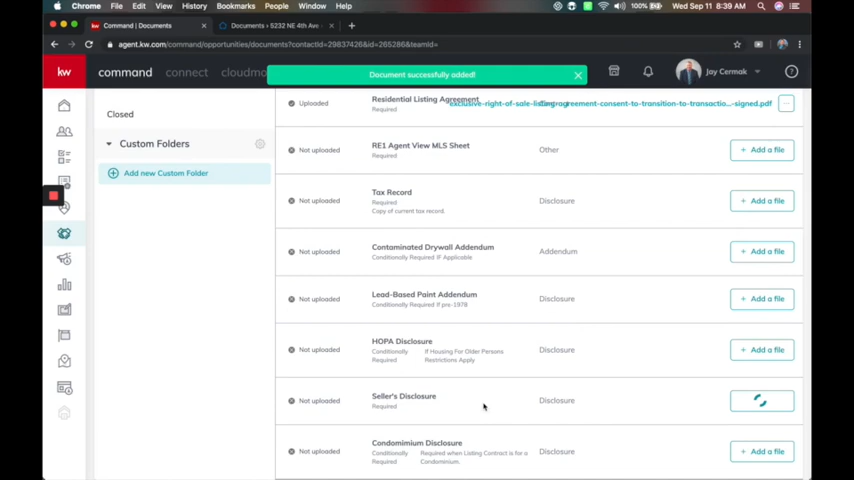 Chrome File Edit View History Bookmarks People Window Help 100% Wed Sep 11 8:39 AM
Command | Documents × Documents › 5232 NE 4th Ave × +
agent.kw.com/command/opportunities/documents?contactId=29837426&id=265286&teamId=
kw command connect cloudma Document successfully added! × Jay Cermak ?
Closed
Custom Folders
Add new Custom Folder
Uploaded Residential Listing Agreement
Required
exclusive-right-of-sale-listing-agreement-consent-to-transition-to-transactio...-signed.pdf ...
Not uploaded RE1 Agent View MLS Sheet Other + Add a file
Required
Not uploaded Tax Record Disclosure + Add a file
Required
Copy of current tax record.
Not uploaded Contaminated Drywall Addendum Addendum + Add a file
Conditionally Required IF Applicable
Not uploaded Lead-Based Paint Addendum Disclosure + Add a file
Conditionally Required If pre-1978
Not uploaded HOPA Disclosure Disclosure + Add a file
Conditionally Required If Housing For Older Persons Restrictions Apply
Not uploaded Seller's Disclosure Disclosure
Required
Not uploaded Condomimium Disclosure Disclosure + Add a file
Conditionally Required Required when Listing Contract is for a Condominium.